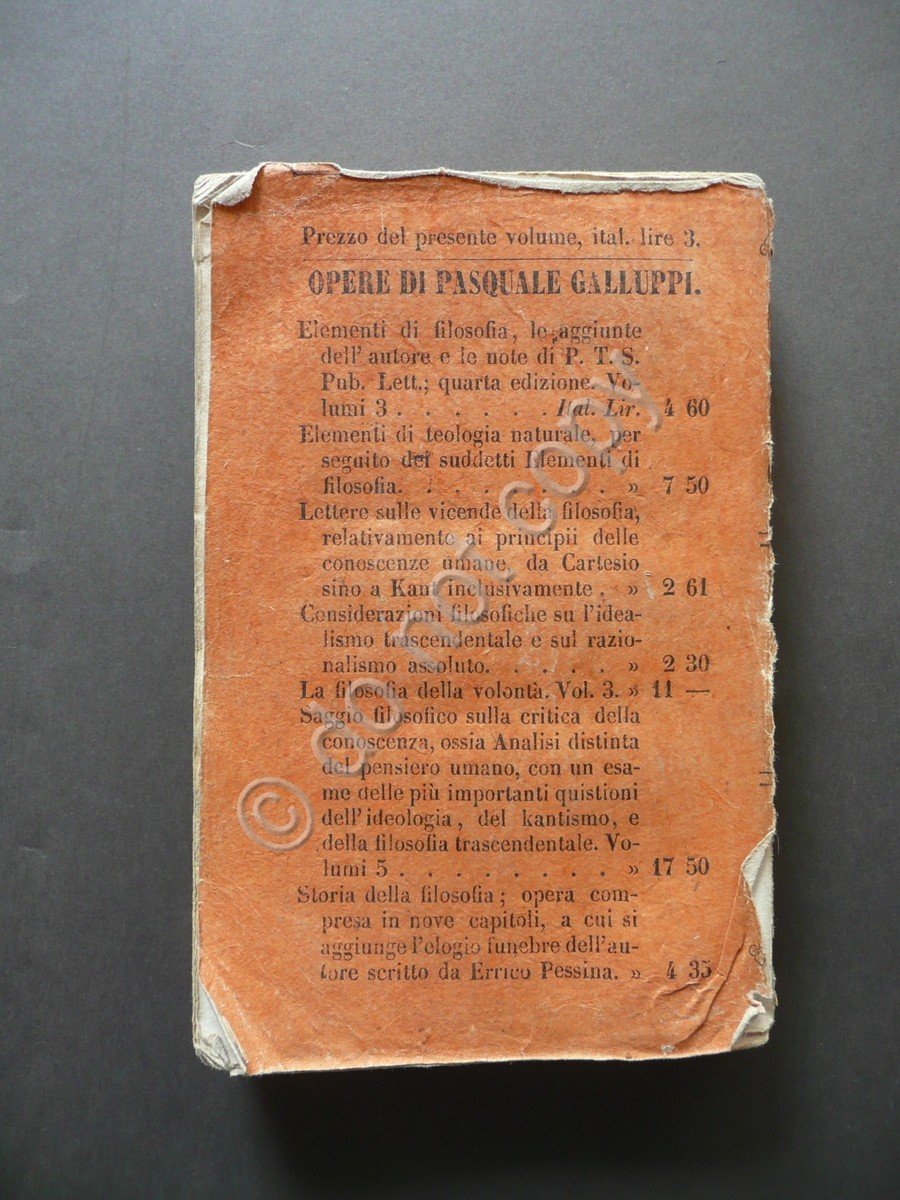 Prezzo del presente volume, ital. lire 3.
OPERE DI PASQUALE GALLUPPI.
Elementi di filosofia, le aggiunte
dell'autore e le note di P. T. S.
Pub. Lett.; quarta edizione. Vo-
lumi 3 . . . . . . Ital. Lir. 4 60
Elementi di teologia naturale, per
seguito dei suddetti Elementi di
filosofia. . . . . . . . . » 7 50
Lettere sulle vicende della filosofia,
relativamente ai principii delle
conoscenze umane, da Cartesio
sino a Kant inclusivamente . » 2 61
Considerazioni filosofiche su l'idea-
lismo trascendentale e sul razio-
nalismo assoluto. . . . . . » 2 30
La filosofia della volontà. Vol. 3. » 11 —
Saggio filosofico sulla critica della
conoscenza, ossia Analisi distinta
del pensiero umano, con un esa-
me delle più importanti quistioni
dell'ideologia, del kantismo, e
della filosofia trascendentale. Vo-
lumi 5 . . . . . . . . » 17 50
Storia della filosofia; opera com-
presa in nove capitoli, a cui si
aggiunge l'elogio funebre dell'au-
tore scritto da Errico Pessina. » 4 35
© do not copy